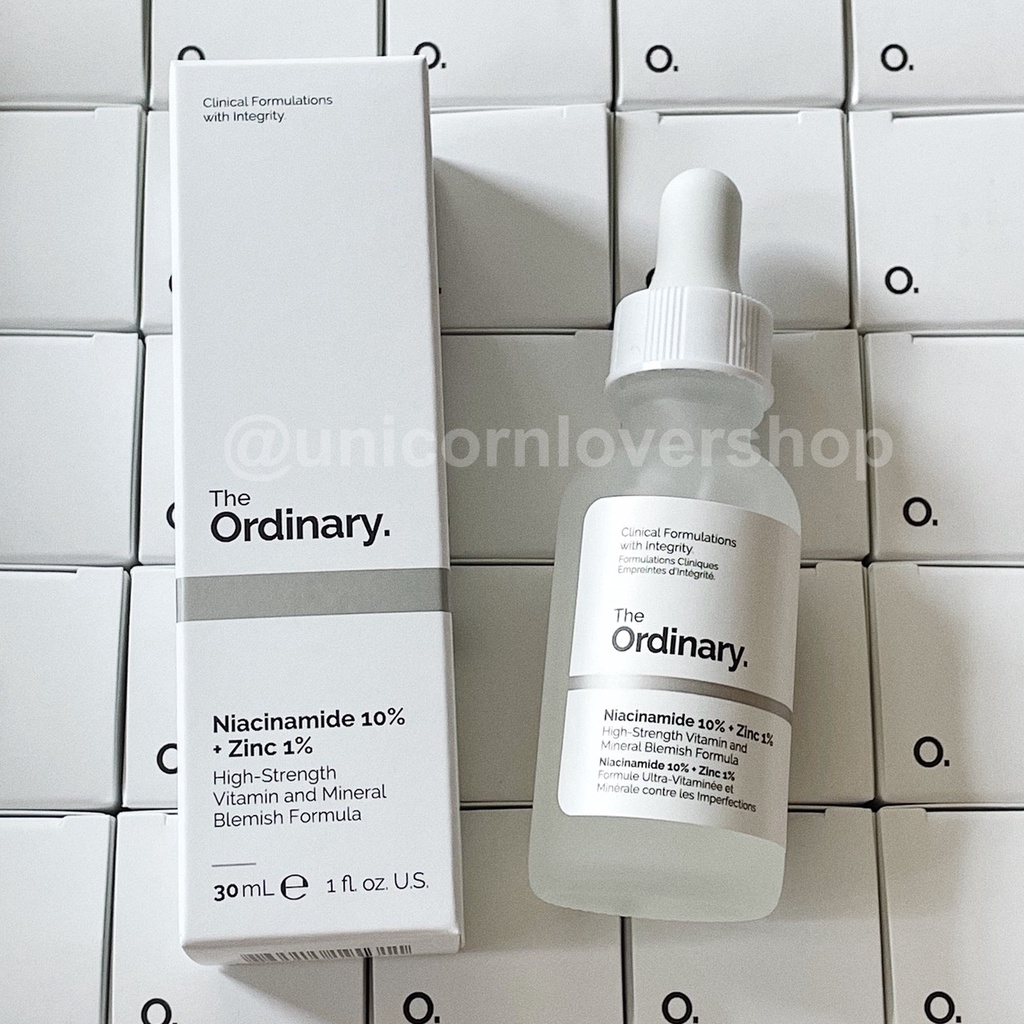 Clinical Formulations
with Integrity.
The
Ordinary.
Niacinamide 10%
+ Zinc 1%
High-Strength
Vitamin and Mineral
Blemish Formula
30 mL ℮ 1 fl. oz. U.S.
Clinical Formulations
with Integrity.
Formulations Cliniques
Empreintes d'Intégrité.
The
Ordinary.
Niacinamide 10% + Zinc 1%
High-Strength Vitamin and
Mineral Blemish Formula
Niacinamide 10% + Zinc 1%
Formule Ultra-Vitaminée et
Minérale contre les Imperfections
@unicornlovershop
O.
O.
O.
O.
O.
O.
O.
O.
O.
O.
O.